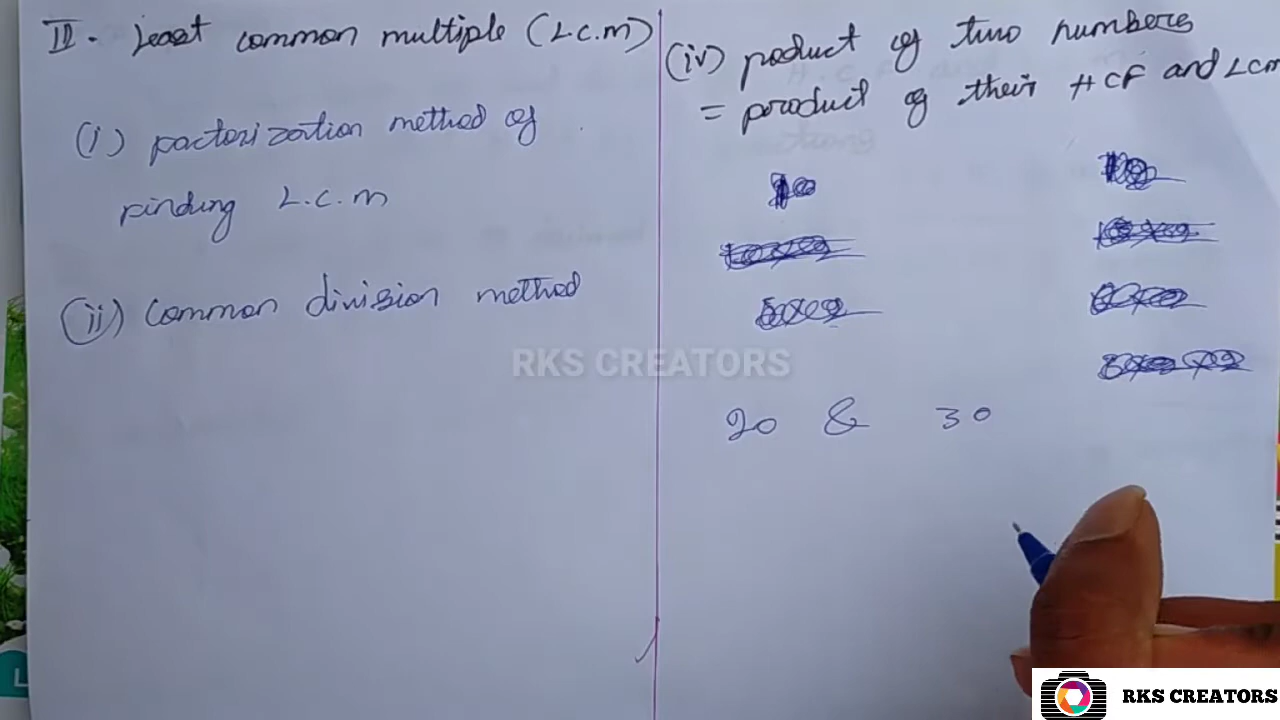 II. Least common multiple (L.c.m)
(i) Factorization method of
Finding L.c.m
(ii) Common division method
(iv) product of two numbers
= product of their HCF and LCM
20 & 30
RKS CREATORS
RKS CREATORS
L